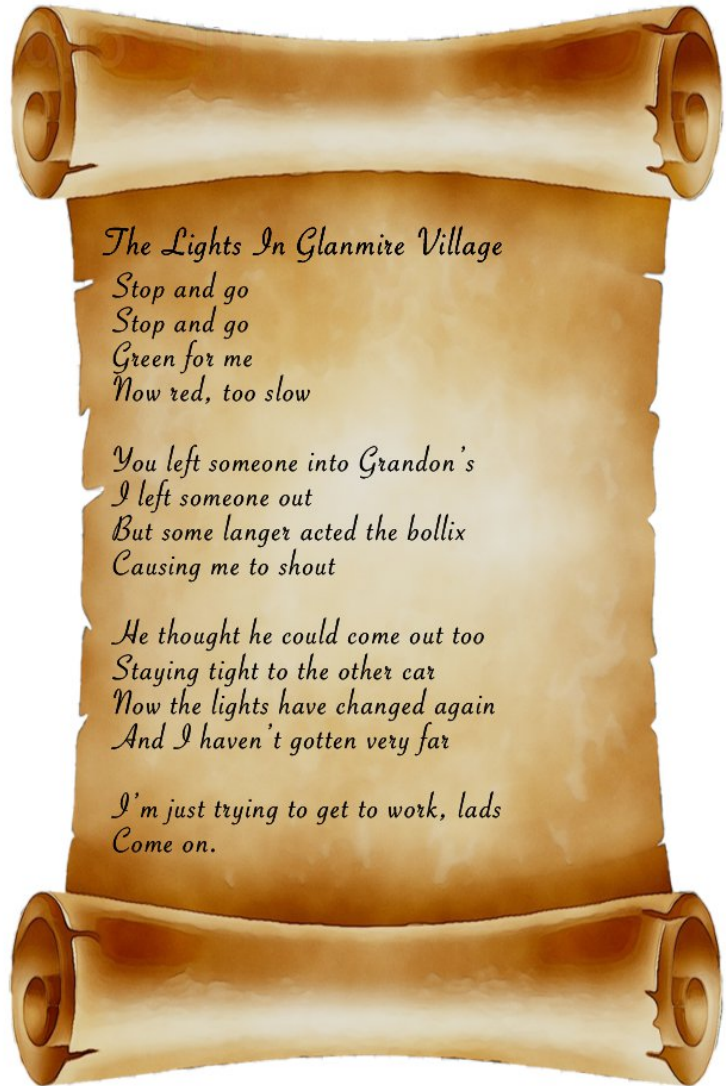 The Lights In Glanmire Village
Stop and go
Stop and go
Green for me
Now red, too slow

You left someone into Grandon's
I left someone out
But some langer acted the bollix
Causing me to shout

He thought he could come out too
Staying tight to the other car
Now the lights have changed again
And I haven't gotten very far

I'm just trying to get to work, lads
Come on.